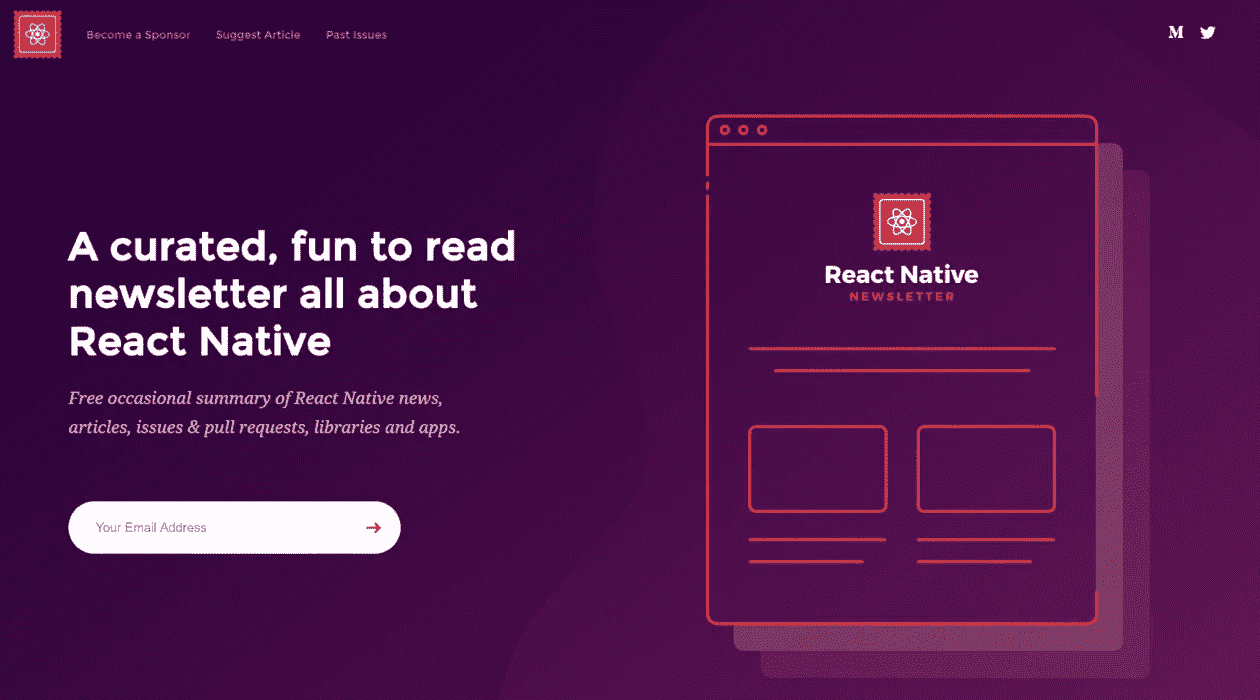 Become a Sponsor
Suggest Article
Past Issues
M
A curated, fun to read
newsletter all about
React Native
Free occasional summary of React Native news,
articles, issues & pull requests, libraries and apps.
Your Email Address
React Native
NEWSLETTER